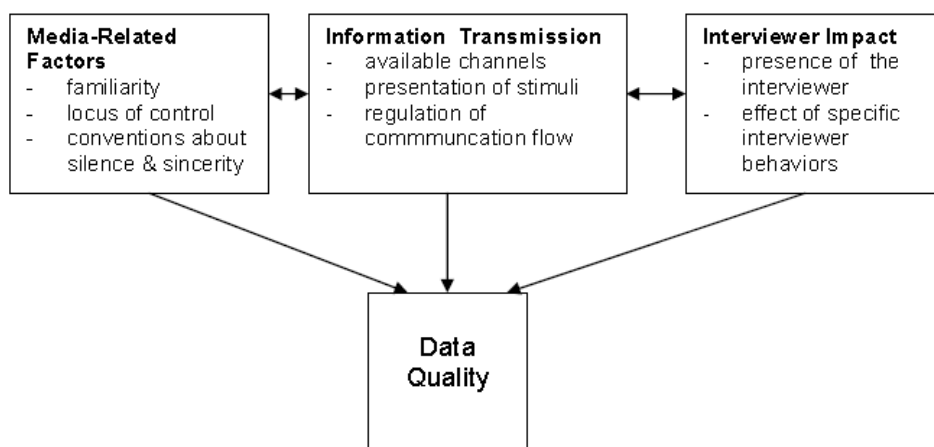 Media-Related
Factors
- familiarity
- locus of control
- conventions about
silence & sincerity
Information Transmission
- available channels
- presentation of stimuli
- regulation of
commmuncation flow
Interviewer Impact
- presence of the
interviewer
- effect of specific
interviewer
behaviors
Data
Quality